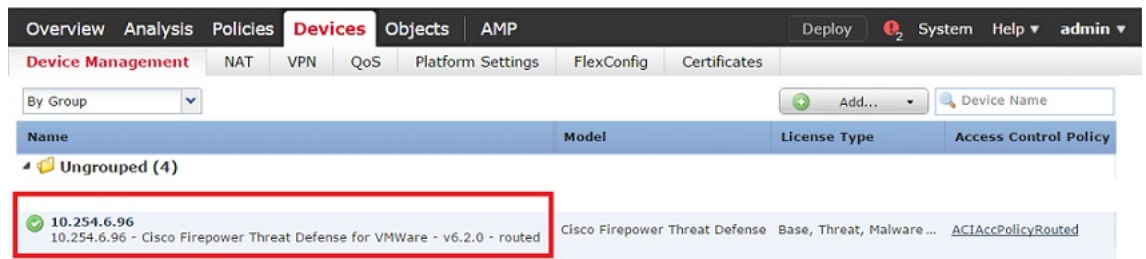 Overview Analysis Policies Devices Objects AMP Deploy 2 System Help admin
Device Management NAT VPN QoS Platform Settings FlexConfig Certificates
By Group Add... Device Name
Name Model License Type Access Control Policy
Ungrouped (4)
10.254.6.96
10.254.6.96 - Cisco Firepower Threat Defense for VMWare - v6.2.0 - routed Cisco Firepower Threat Defense Base, Threat, Malware ... ACIAccPolicyRouted